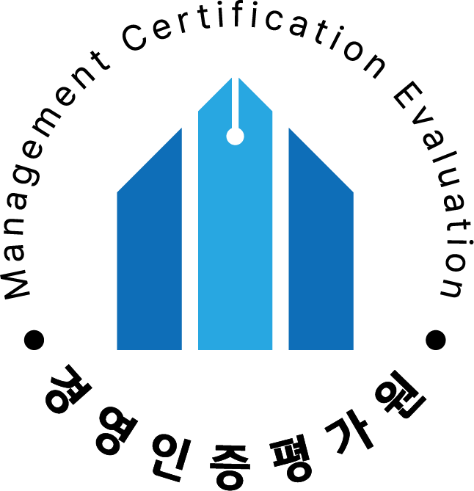 Management Certification Evaluation
경영인증평가원